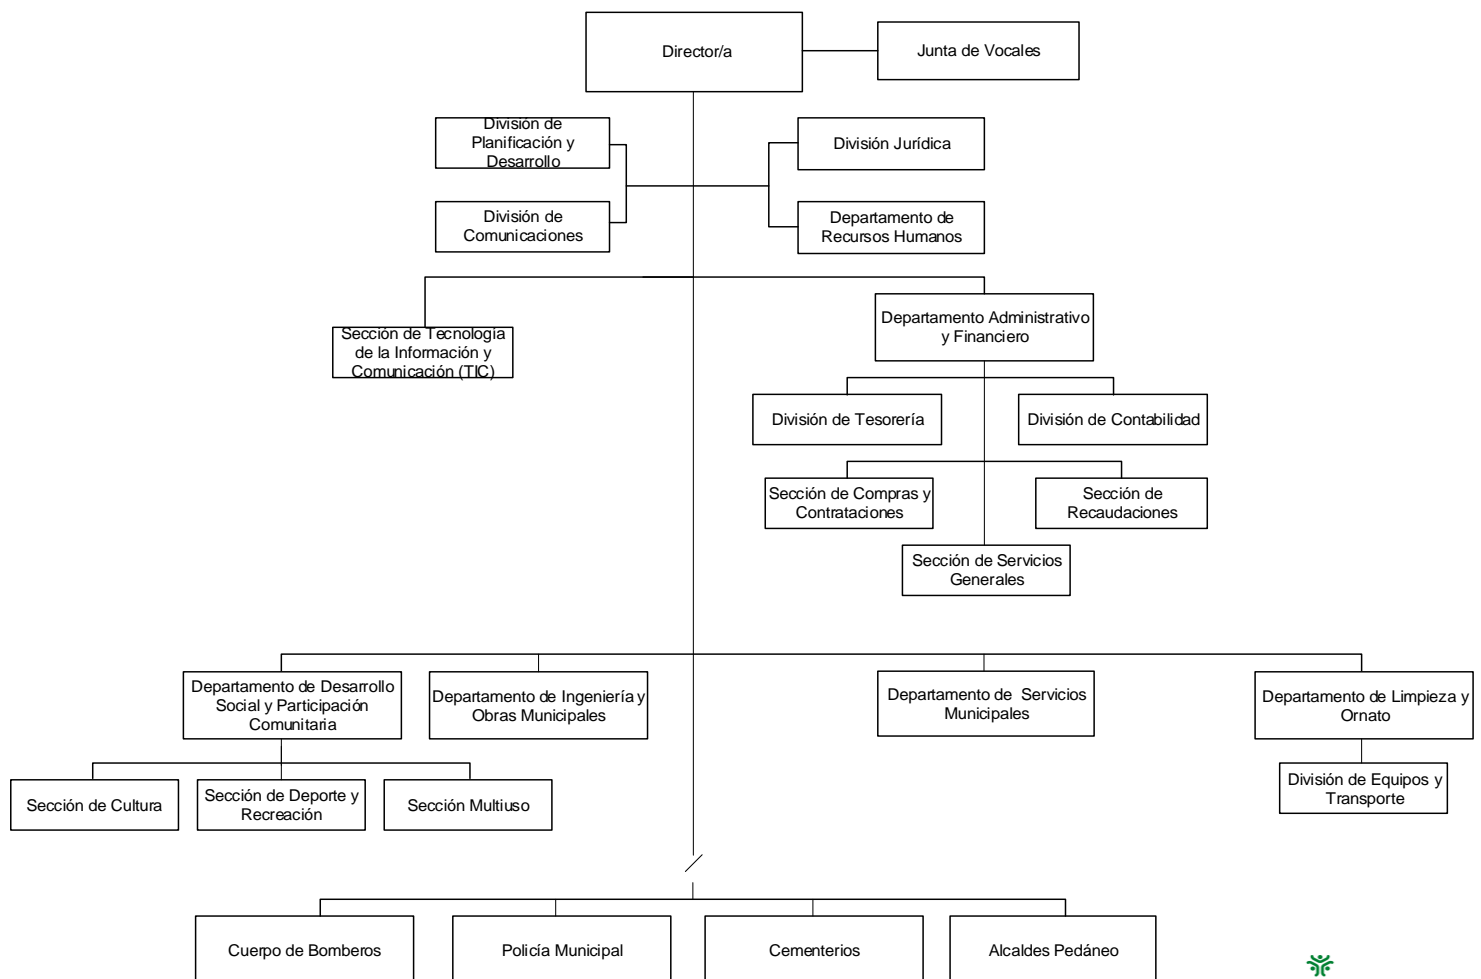 Director/a
Junta de Vocales
División de
Planificación y
Desarrollo
División Jurídica
División de
Comunicaciones
Departamento de
Recursos Humanos
Sección de Tecnología
de la Información y
Comunicación (TIC)
Departamento Administrativo
y Financiero
División de Tesorería
División de Contabilidad
Sección de Compras y
Contrataciones
Sección de
Recaudaciones
Sección de Servicios
Generales
Departamento de Desarrollo
Social y Participación
Comunitaria
Departamento de Ingeniería y
Obras Municipales
Departamento de Servicios
Municipales
Departamento de Limpieza y
Ornato
Sección de Cultura
Sección de Deporte y
Recreación
Sección Multiuso
División de Equipos y
Transporte
Cuerpo de Bomberos
Policía Municipal
Cementerios
Alcaldes Pedáneo